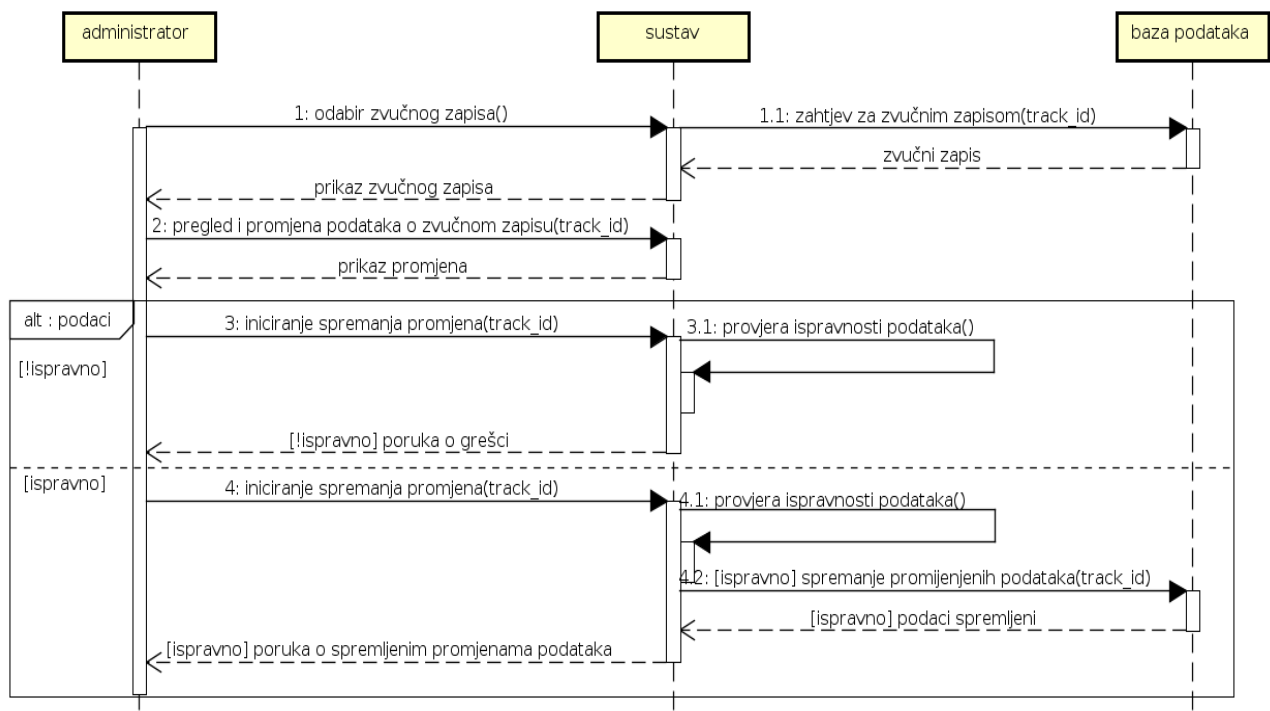 administrator
sustav
baza podataka
1: odabir zvučnog zapisa()
1.1: zahtjev za zvučnim zapisom(track_id)
zvučni zapis
prikaz zvučnog zapisa
2: pregled i promjena podataka o zvučnom zapisu(track_id)
prikaz promjena
alt : podaci
3: iniciranje spremanja promjena(track_id)
3.1: provjera ispravnosti podataka()
[!ispravno]
[!ispravno] poruka o grešci
[ispravno]
4: iniciranje spremanja promjena(track_id)
4.1: provjera ispravnosti podataka()
4.2: [ispravno] spremanje promijenjenih podataka(track_id)
[ispravno] podaci spremljeni
[ispravno] poruka o spremljenim promjenama podataka